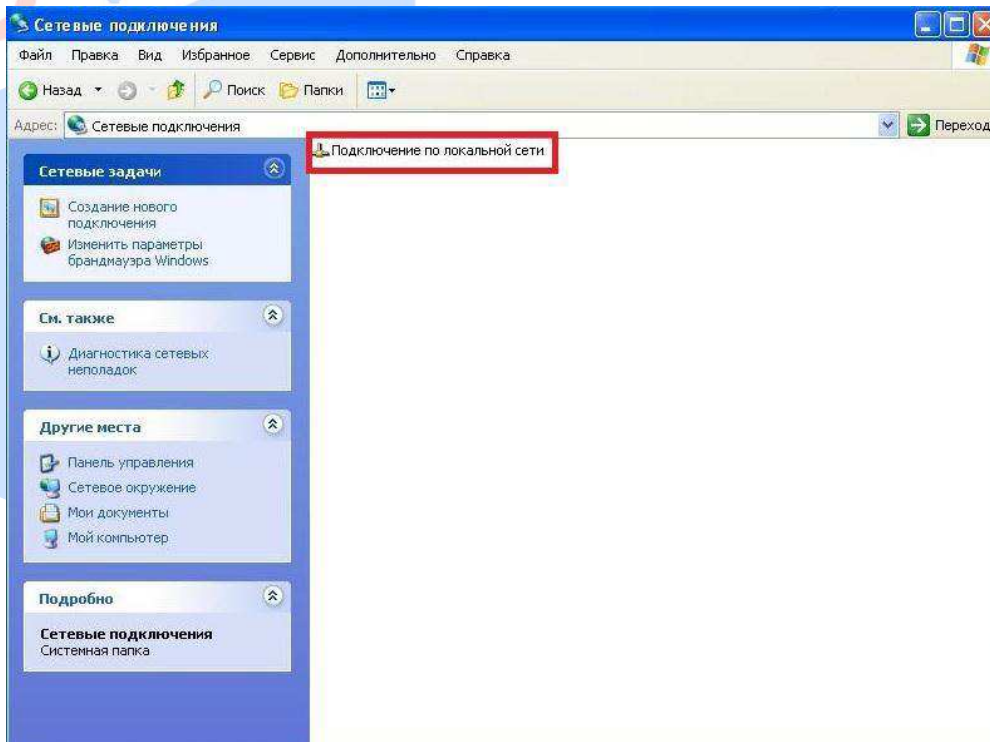 Сетевые подключения
Файл Правка Вид Избранное Сервис Дополнительно Справка
Назад Поиск Папки
Адрес: Сетевые подключения Переход
Подключение по локальной сети
Сетевые задачи
Создание нового
подключения
Изменить параметры
брандмауэра Windows
См. также
Диагностика сетевых
неполадок
Другие места
Панель управления
Сетевое окружение
Мои документы
Мой компьютер
Подробно
Сетевые подключения
Системная папка